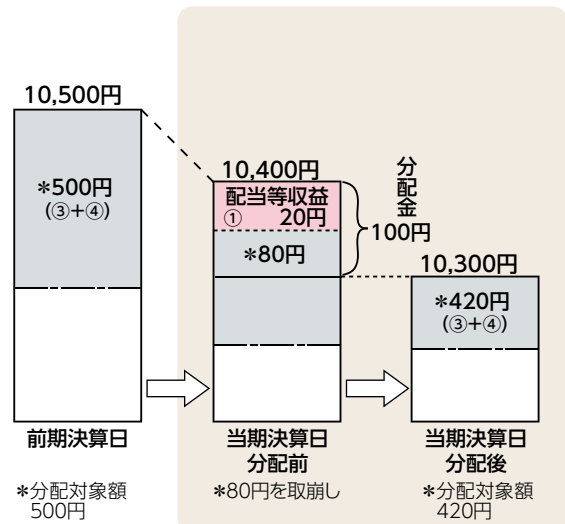 10,500円
*500円
(③+④)
前期決算日
*分配対象額
500円
10,400円
配当等収益
① 20円
*80円
分配金
100円
当期決算日
分配前
*80円を取崩し
10,300円
*420円
(③+④)
当期決算日
分配後
*分配対象額
420円